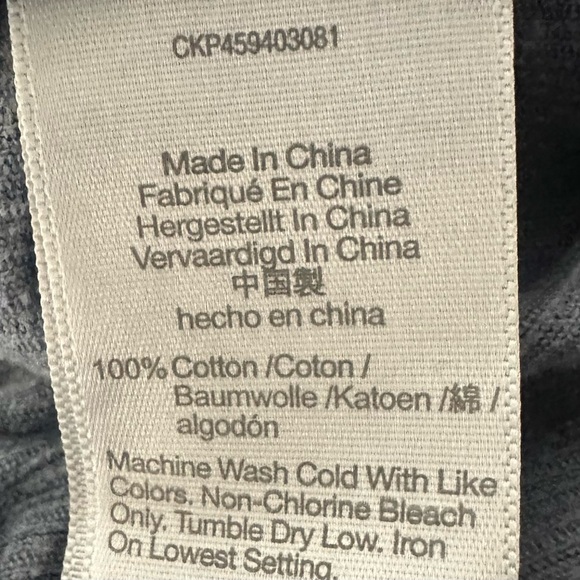 CKP459403081
Made In China
Fabriqué En Chine
Hergestellt In China
Vervaardigd In China
中国製
hecho en china
100% Cotton /Coton /
Baumwolle /Katoen /綿 /
algodón
Machine Wash Cold With Like
Colors. Non-Chlorine Bleach
Only. Tumble Dry Low. Iron
On Lowest Setting.